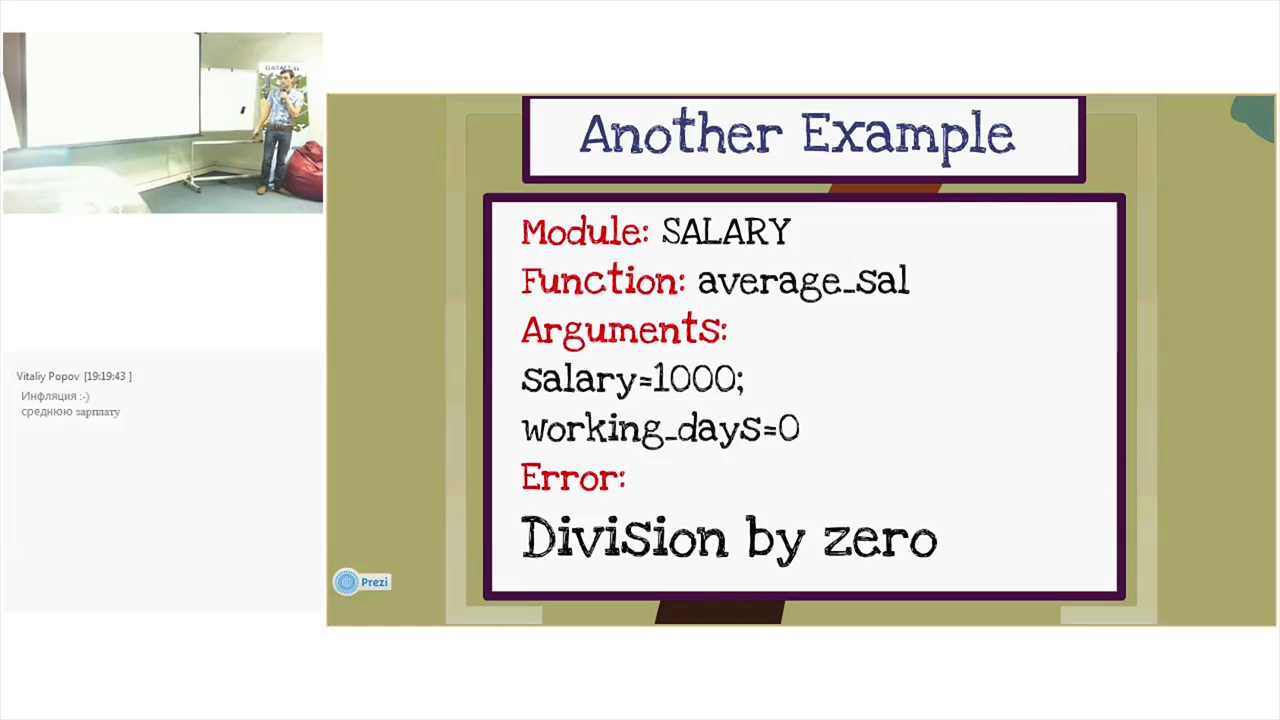 Another Example
Module: SALARY
Function: average_sal
Arguments:
salary=1000;
working_days=0
Error:
Division by zero
Prezi
Vitaliy Popov [19:19:43 ]
Инфляция :-)
среднюю зарплату